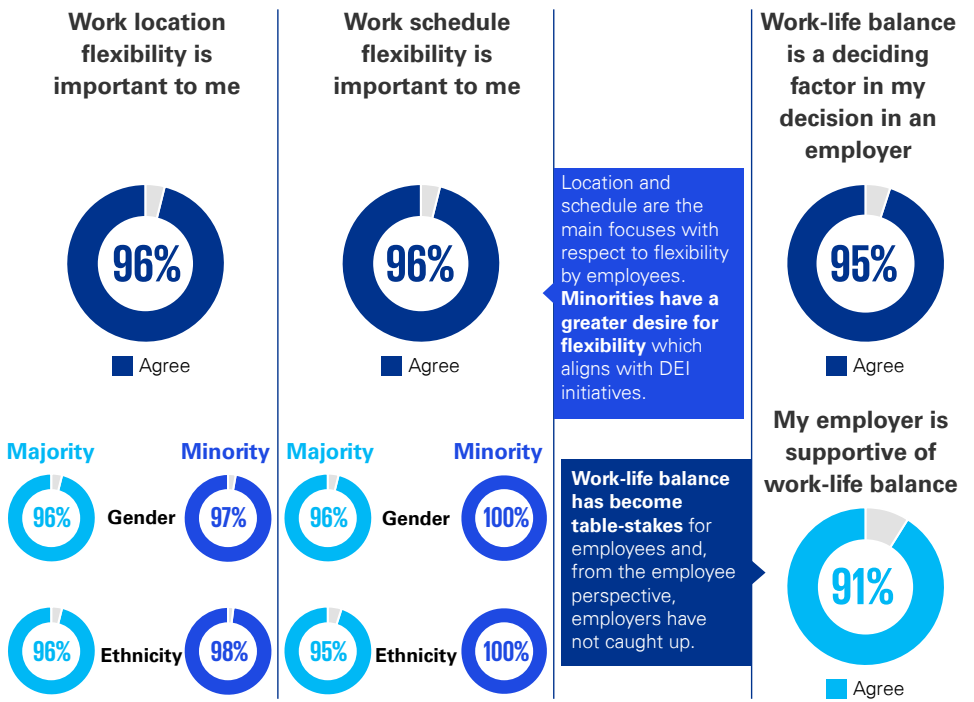 Work location
flexibility is
important to me
96%
Agree
Majority
Minority
96%
Gender
97%
96%
Ethnicity
98%
Work schedule
flexibility is
important to me
96%
Agree
Majority
Minority
96%
Gender
100%
95%
Ethnicity
100%
Location and
schedule are the
main focuses with
respect to flexibility
by employees.
Minorities have a
greater desire for
flexibility which
aligns with DEI
initiatives.
Work-life balance
has become
table-stakes for
employees and,
from the employee
perspective,
employers have
not caught up.
Work-life balance
is a deciding
factor in my
decision in an
employer
95%
Agree
My employer is
supportive of
work-life balance
91%
Agree